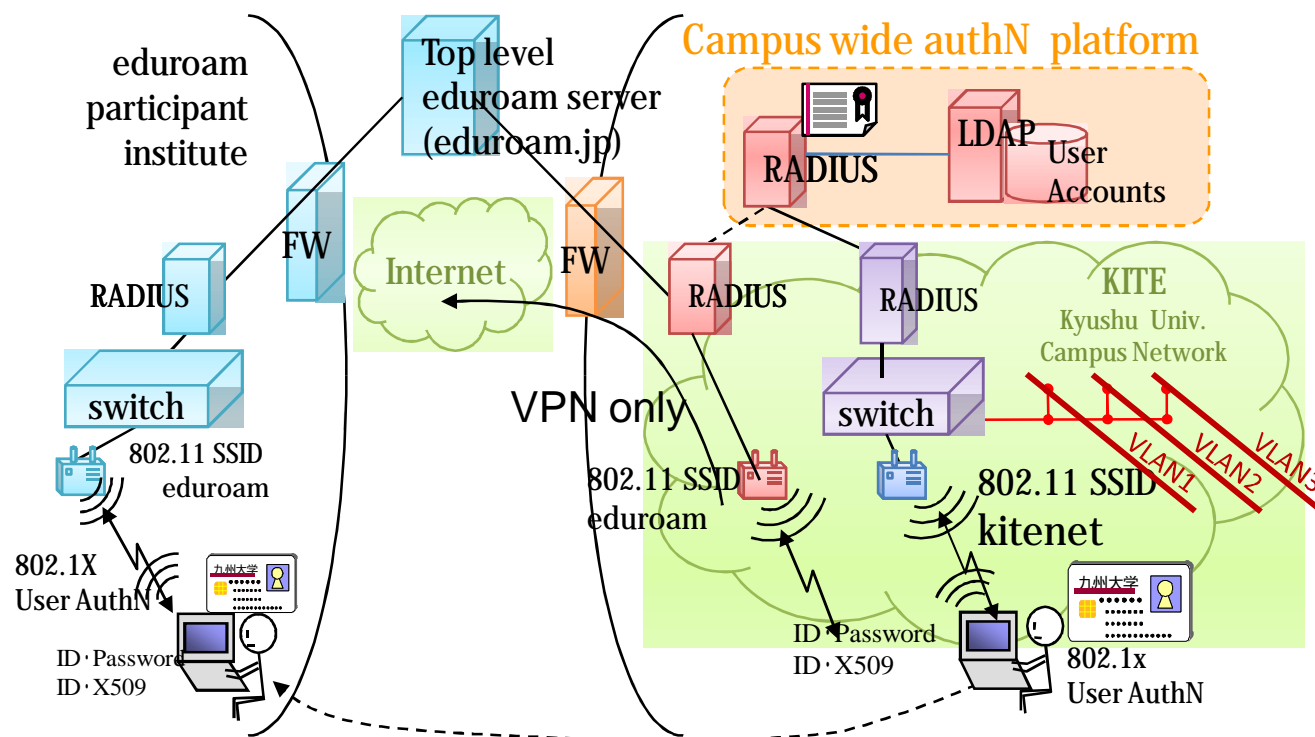 eduroam
participant
institute
Top level
eduroam server
(eduroam.jp)
Campus wide authN platform
RADIUS
LDAP
User
Accounts
FW
Internet
FW
RADIUS
RADIUS
RADIUS
KITE
Kyushu Univ.
Campus Network
switch
VPN only
switch
VLAN1
VLAN2
VLAN3
802.11 SSID
eduroam
802.11 SSID
eduroam
802.11 SSID
kitenet
802.1X
User AuthN
九州大学
ID·Password
ID·X509
ID·Password
ID·X509
九州大学
802.1x
User AuthN